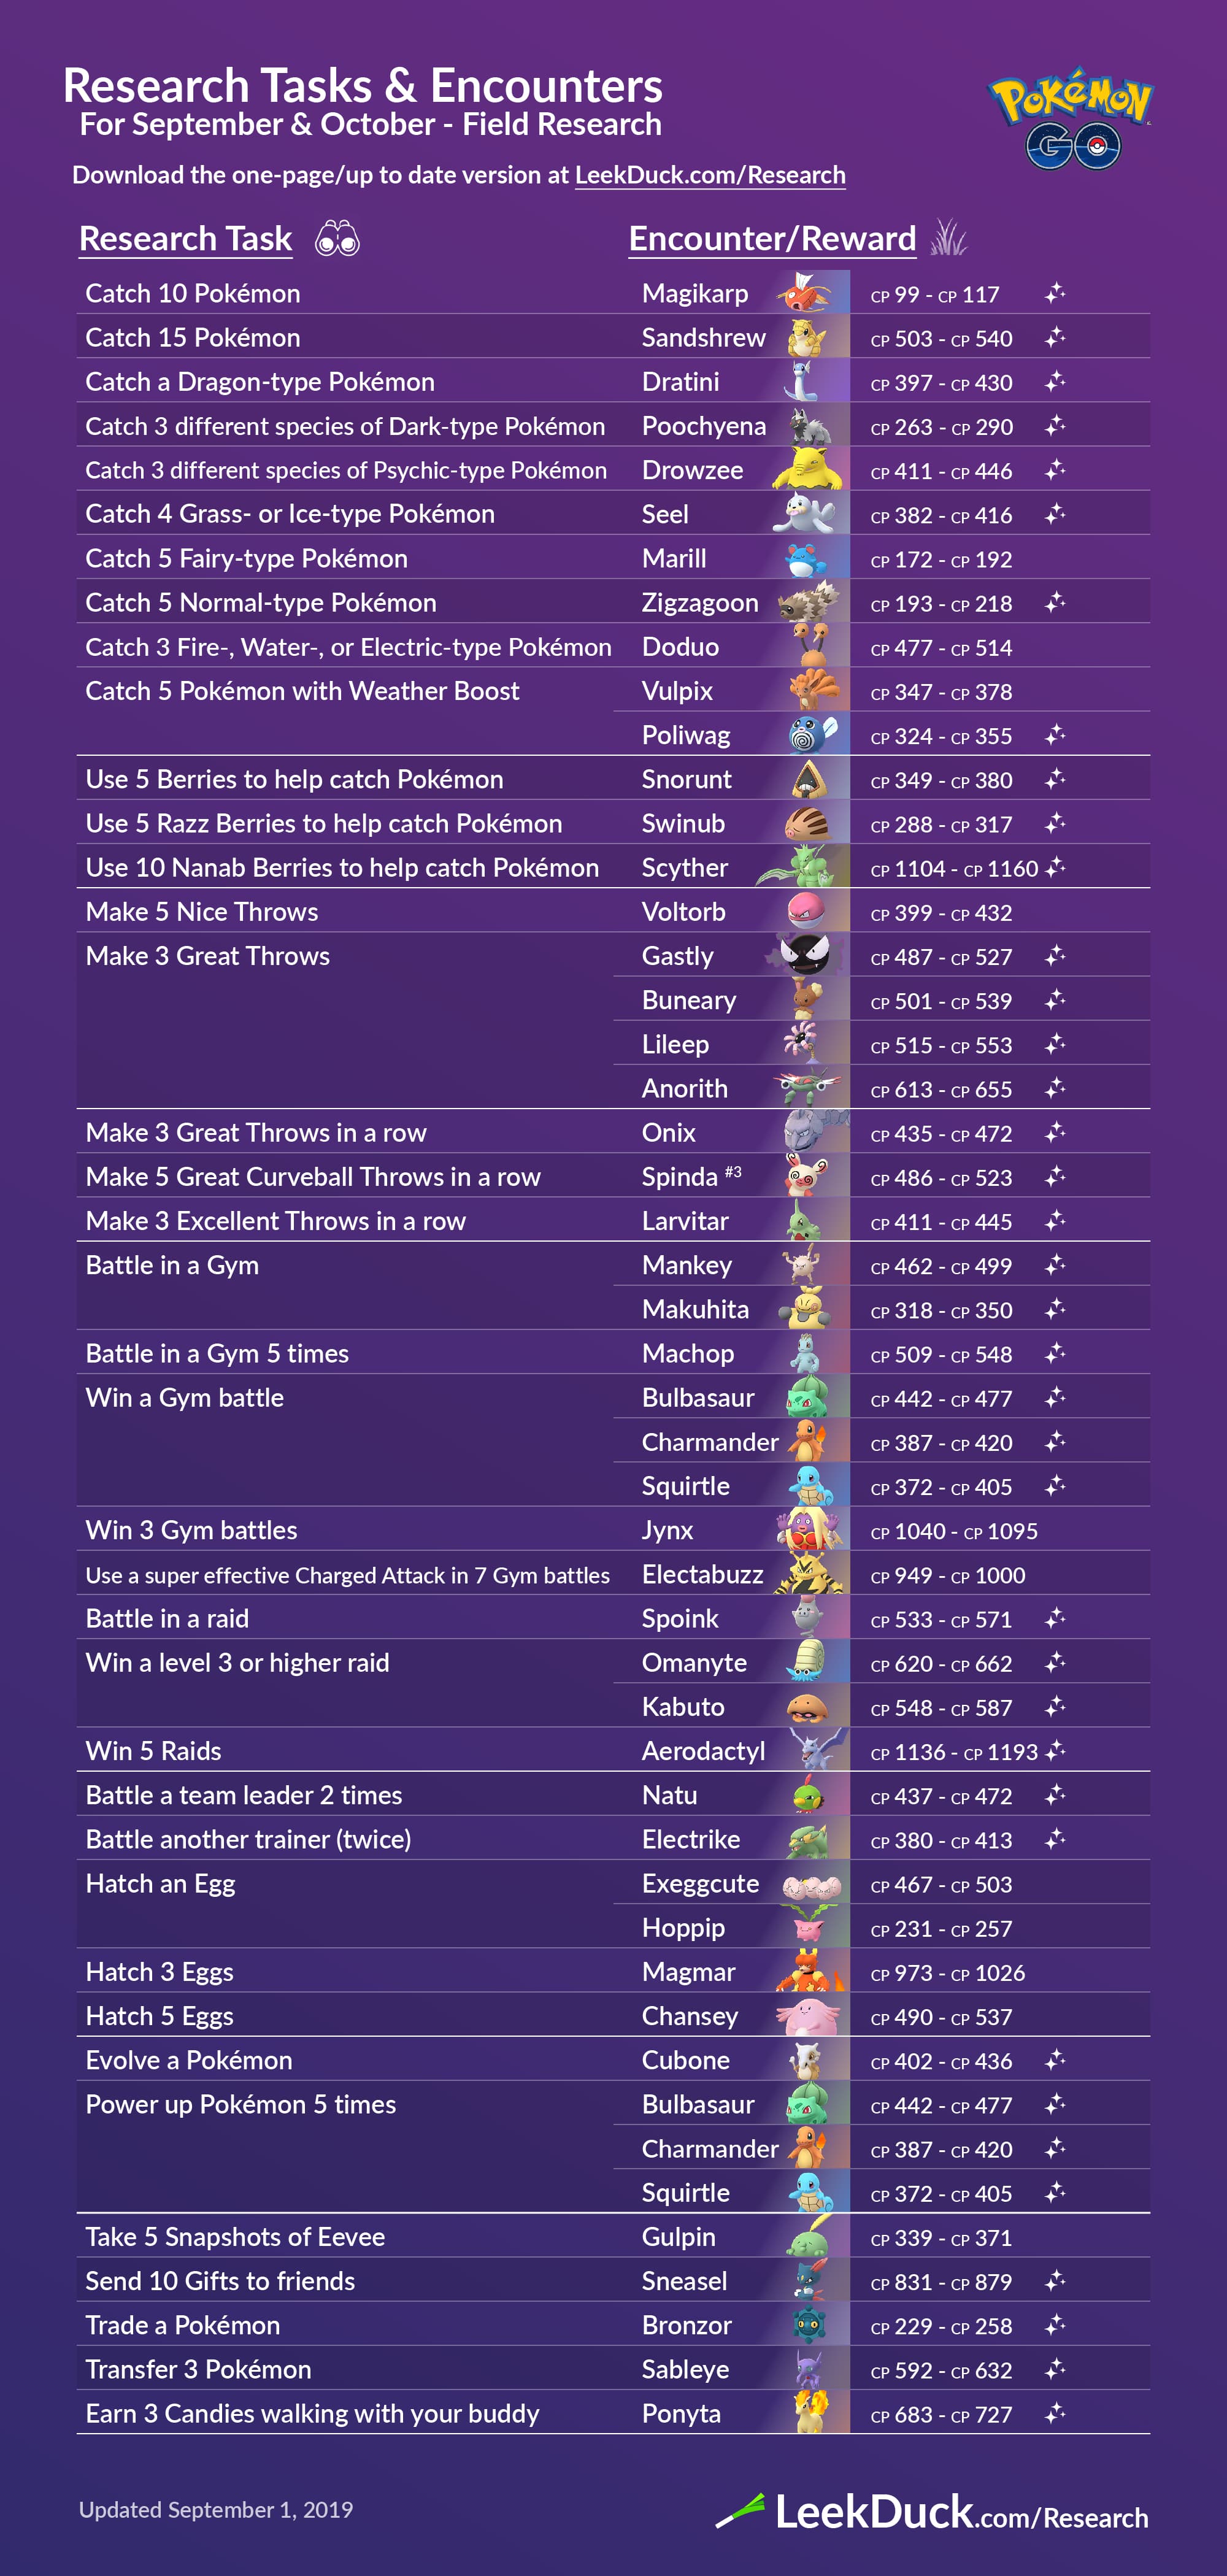 Research Tasks & Encounters
For September & October - Field Research
POKÉMON
GO
Download the one-page/up to date version at LeekDuck.com/Research
Research Task Encounter/Reward
Catch 10 Pokémon Magikarp CP 99 - CP 117
Catch 15 Pokémon Sandshrew CP 503 - CP 540
Catch a Dragon-type Pokémon Dratini CP 397 - CP 430
Catch 3 different species of Dark-type Pokémon Poochyena CP 263 - CP 290
Catch 3 different species of Psychic-type Pokémon Drowzee CP 411 - CP 446
Catch 4 Grass- or Ice-type Pokémon Seel CP 382 - CP 416
Catch 5 Fairy-type Pokémon Marill CP 172 - CP 192
Catch 5 Normal-type Pokémon Zigzagoon CP 193 - CP 218
Catch 3 Fire-, Water-, or Electric-type Pokémon Doduo CP 477 - CP 514
Catch 5 Pokémon with Weather Boost Vulpix CP 347 - CP 378
Poliwag CP 324 - CP 355
Use 5 Berries to help catch Pokémon Snorunt CP 349 - CP 380
Use 5 Razz Berries to help catch Pokémon Swinub CP 288 - CP 317
Use 10 Nanab Berries to help catch Pokémon Scyther CP 1104 - CP 1160
Make 5 Nice Throws Voltorb CP 399 - CP 432
Make 3 Great Throws Gastly CP 487 - CP 527
Buneary CP 501 - CP 539
Lileep CP 515 - CP 553
Anorith CP 613 - CP 655
Make 3 Great Throws in a row Onix CP 435 - CP 472
Make 5 Great Curveball Throws in a row Spinda #3 CP 486 - CP 523
Make 3 Excellent Throws in a row Larvitar CP 411 - CP 445
Battle in a Gym Mankey CP 462 - CP 499
Makuhita CP 318 - CP 350
Battle in a Gym 5 times Machop CP 509 - CP 548
Win a Gym battle Bulbasaur CP 442 - CP 477
Charmander CP 387 - CP 420
Squirtle CP 372 - CP 405
Win 3 Gym battles Jynx CP 1040 - CP 1095
Use a super effective Charged Attack in 7 Gym battles Electabuzz CP 949 - CP 1000
Battle in a raid Spoink CP 533 - CP 571
Win a level 3 or higher raid Omanyte CP 620 - CP 662
Kabuto CP 548 - CP 587
Win 5 Raids Aerodactyl CP 1136 - CP 1193
Battle a team leader 2 times Natu CP 437 - CP 472
Battle another trainer (twice) Electrike CP 380 - CP 413
Hatch an Egg Exeggcute CP 467 - CP 503
Hoppip CP 231 - CP 257
Hatch 3 Eggs Magmar CP 973 - CP 1026
Hatch 5 Eggs Chansey CP 490 - CP 537
Evolve a Pokémon Cubone CP 402 - CP 436
Power up Pokémon 5 times Bulbasaur CP 442 - CP 477
Charmander CP 387 - CP 420
Squirtle CP 372 - CP 405
Take 5 Snapshots of Eevee Gulpin CP 339 - CP 371
Send 10 Gifts to friends Sneasel CP 831 - CP 879
Trade a Pokémon Bronzor CP 229 - CP 258
Transfer 3 Pokémon Sableye CP 592 - CP 632
Earn 3 Candies walking with your buddy Ponyta CP 683 - CP 727
Updated September 1, 2019 LeekDuck.com/Research